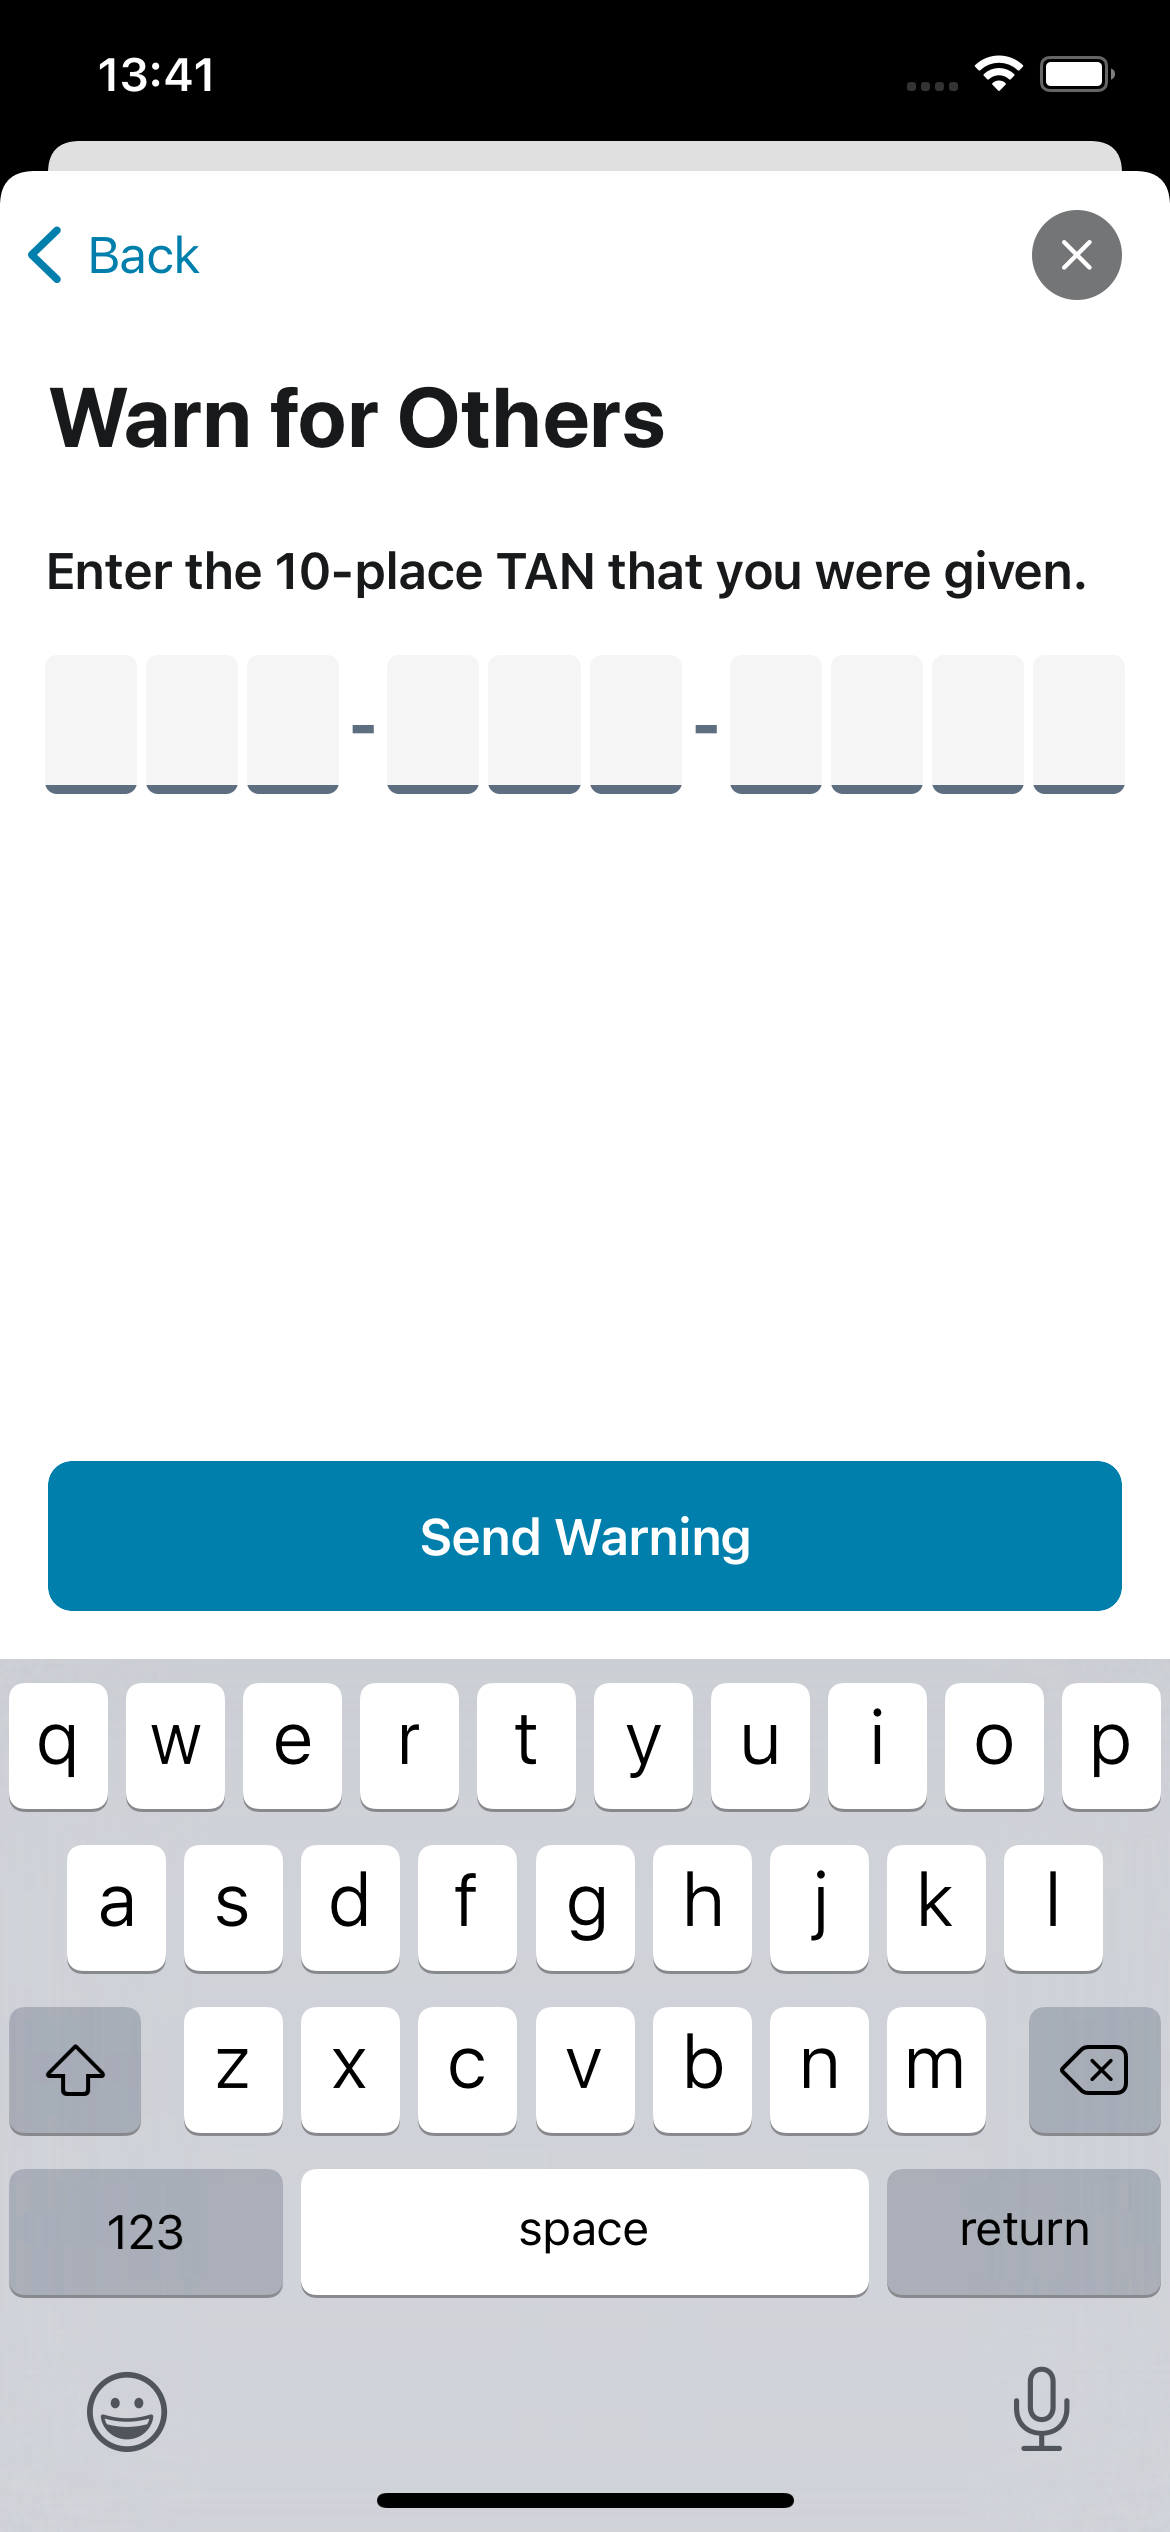 13:41
Back
Warn for Others
Enter the 10-place TAN that you were given.
- -
Send Warning
q w e r t y u i o p
a s d f g h j k l
z x c v b n m
123 space return